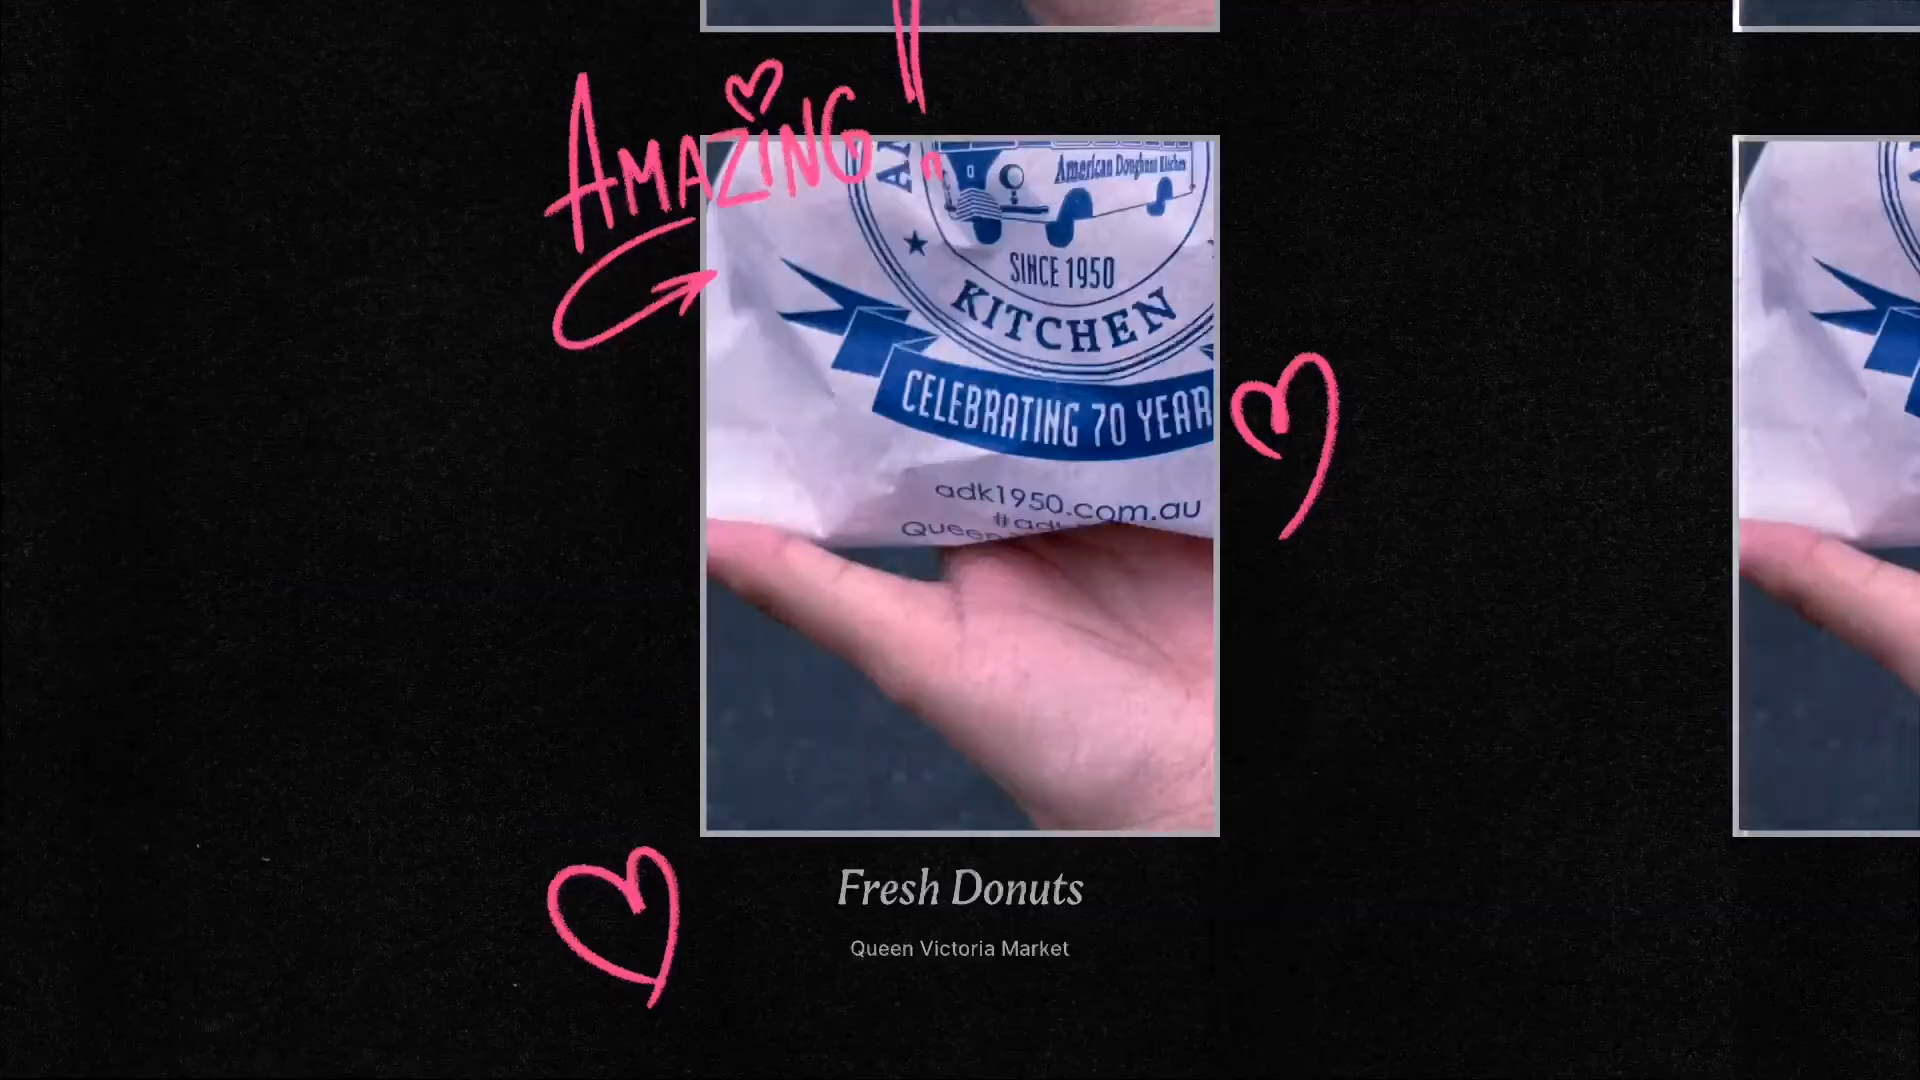 AMAZING
American Doughnut Kitchen
SINCE 1950
KITCHEN
CELEBRATING 70 YEAR
adk1950.com.au
Fresh Donuts
Queen Victoria Market